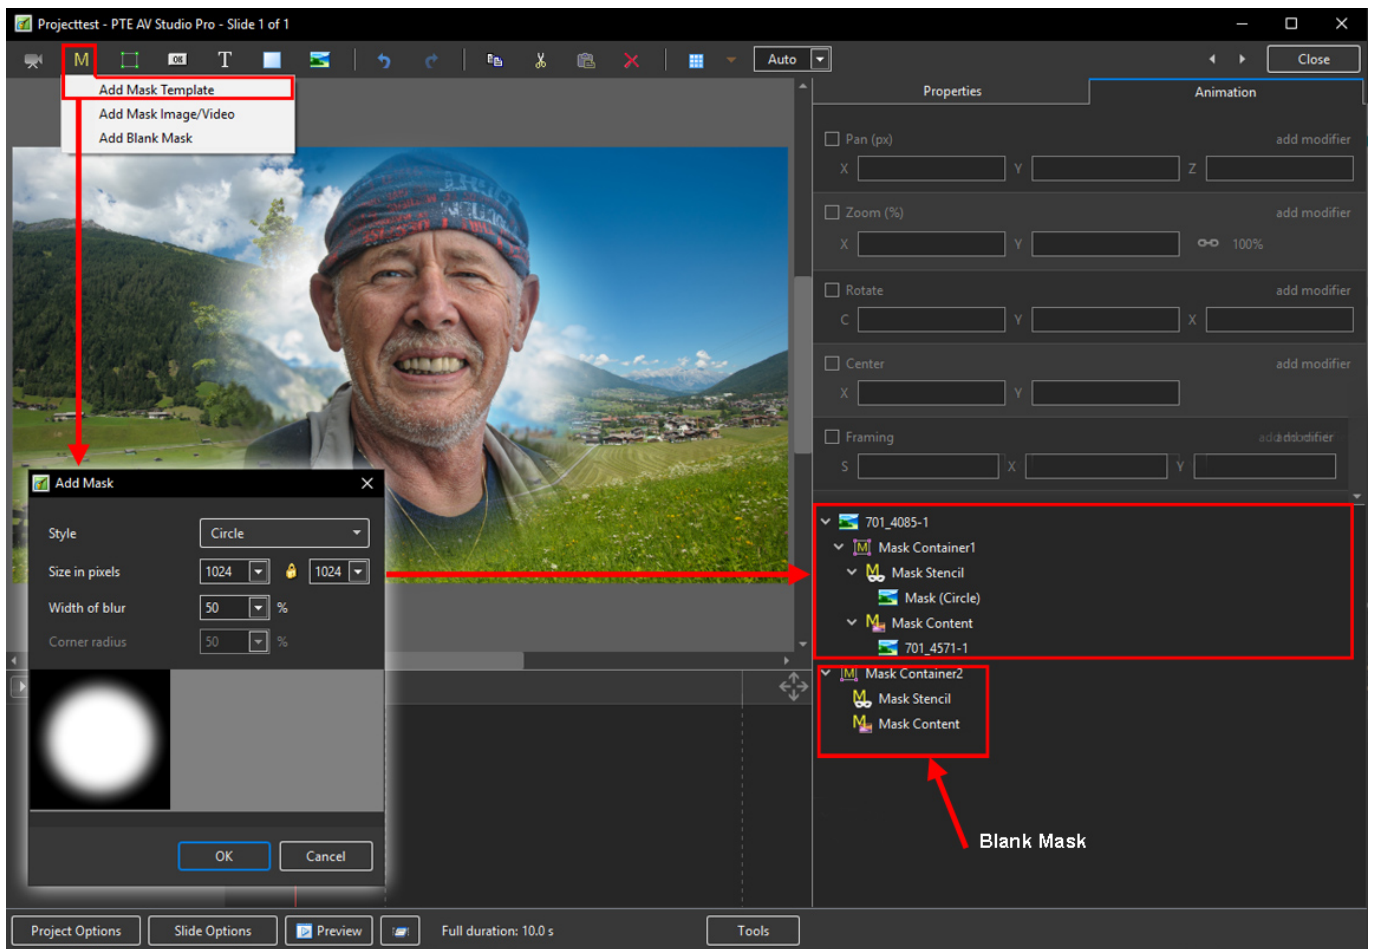 Projecttest - PTE AV Studio Pro - Slide 1 of 1
M OK T Auto Close
Add Mask Template
Add Mask Image/Video
Add Blank Mask
Properties Animation
Pan (px) add modifier
X Y Z
Zoom (%) add modifier
X Y 100%
Rotate add modifier
C Y X
Center add modifier
X Y
Framing
S X Y
Add Mask
Style Circle
Size in pixels 1024 1024
Width of blur 50 %
Corner radius 50 %
OK Cancel
701_4085-1
Mask Container1
Mask Stencil
Mask (Circle)
Mask Content
701_4571-1
Mask Container2
Mask Stencil
Mask Content
Blank Mask
Project Options Slide Options Preview Full duration: 10.0 s Tools